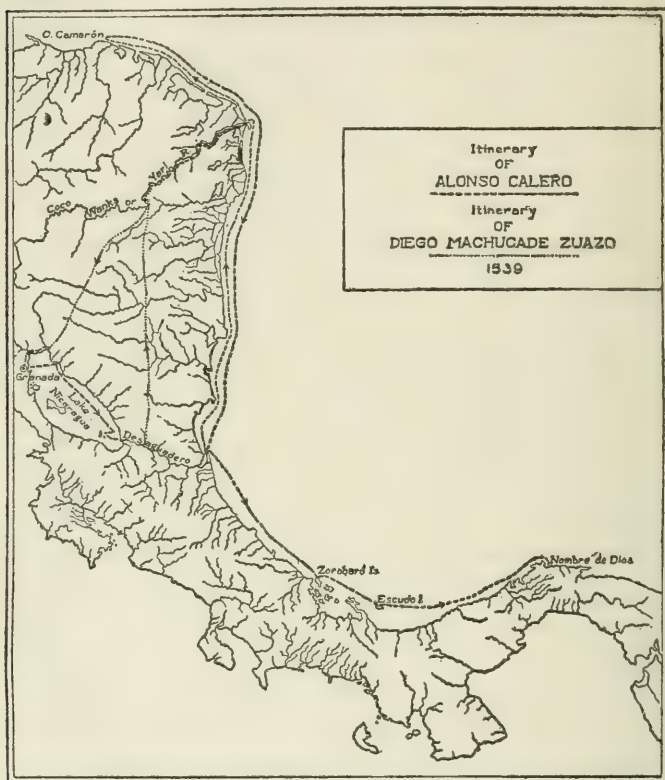 C. Camarón
Coco Wanks or Yario R.
Granada
Lake
Nicaragua
Desaguadero
Zorobaró Is.
Escudo I.
Nombre de Dios
Itinerary
OF
ALONSO CALERO
Itinerary
OF
DIEGO MACHUCADE ZUAZO
1539